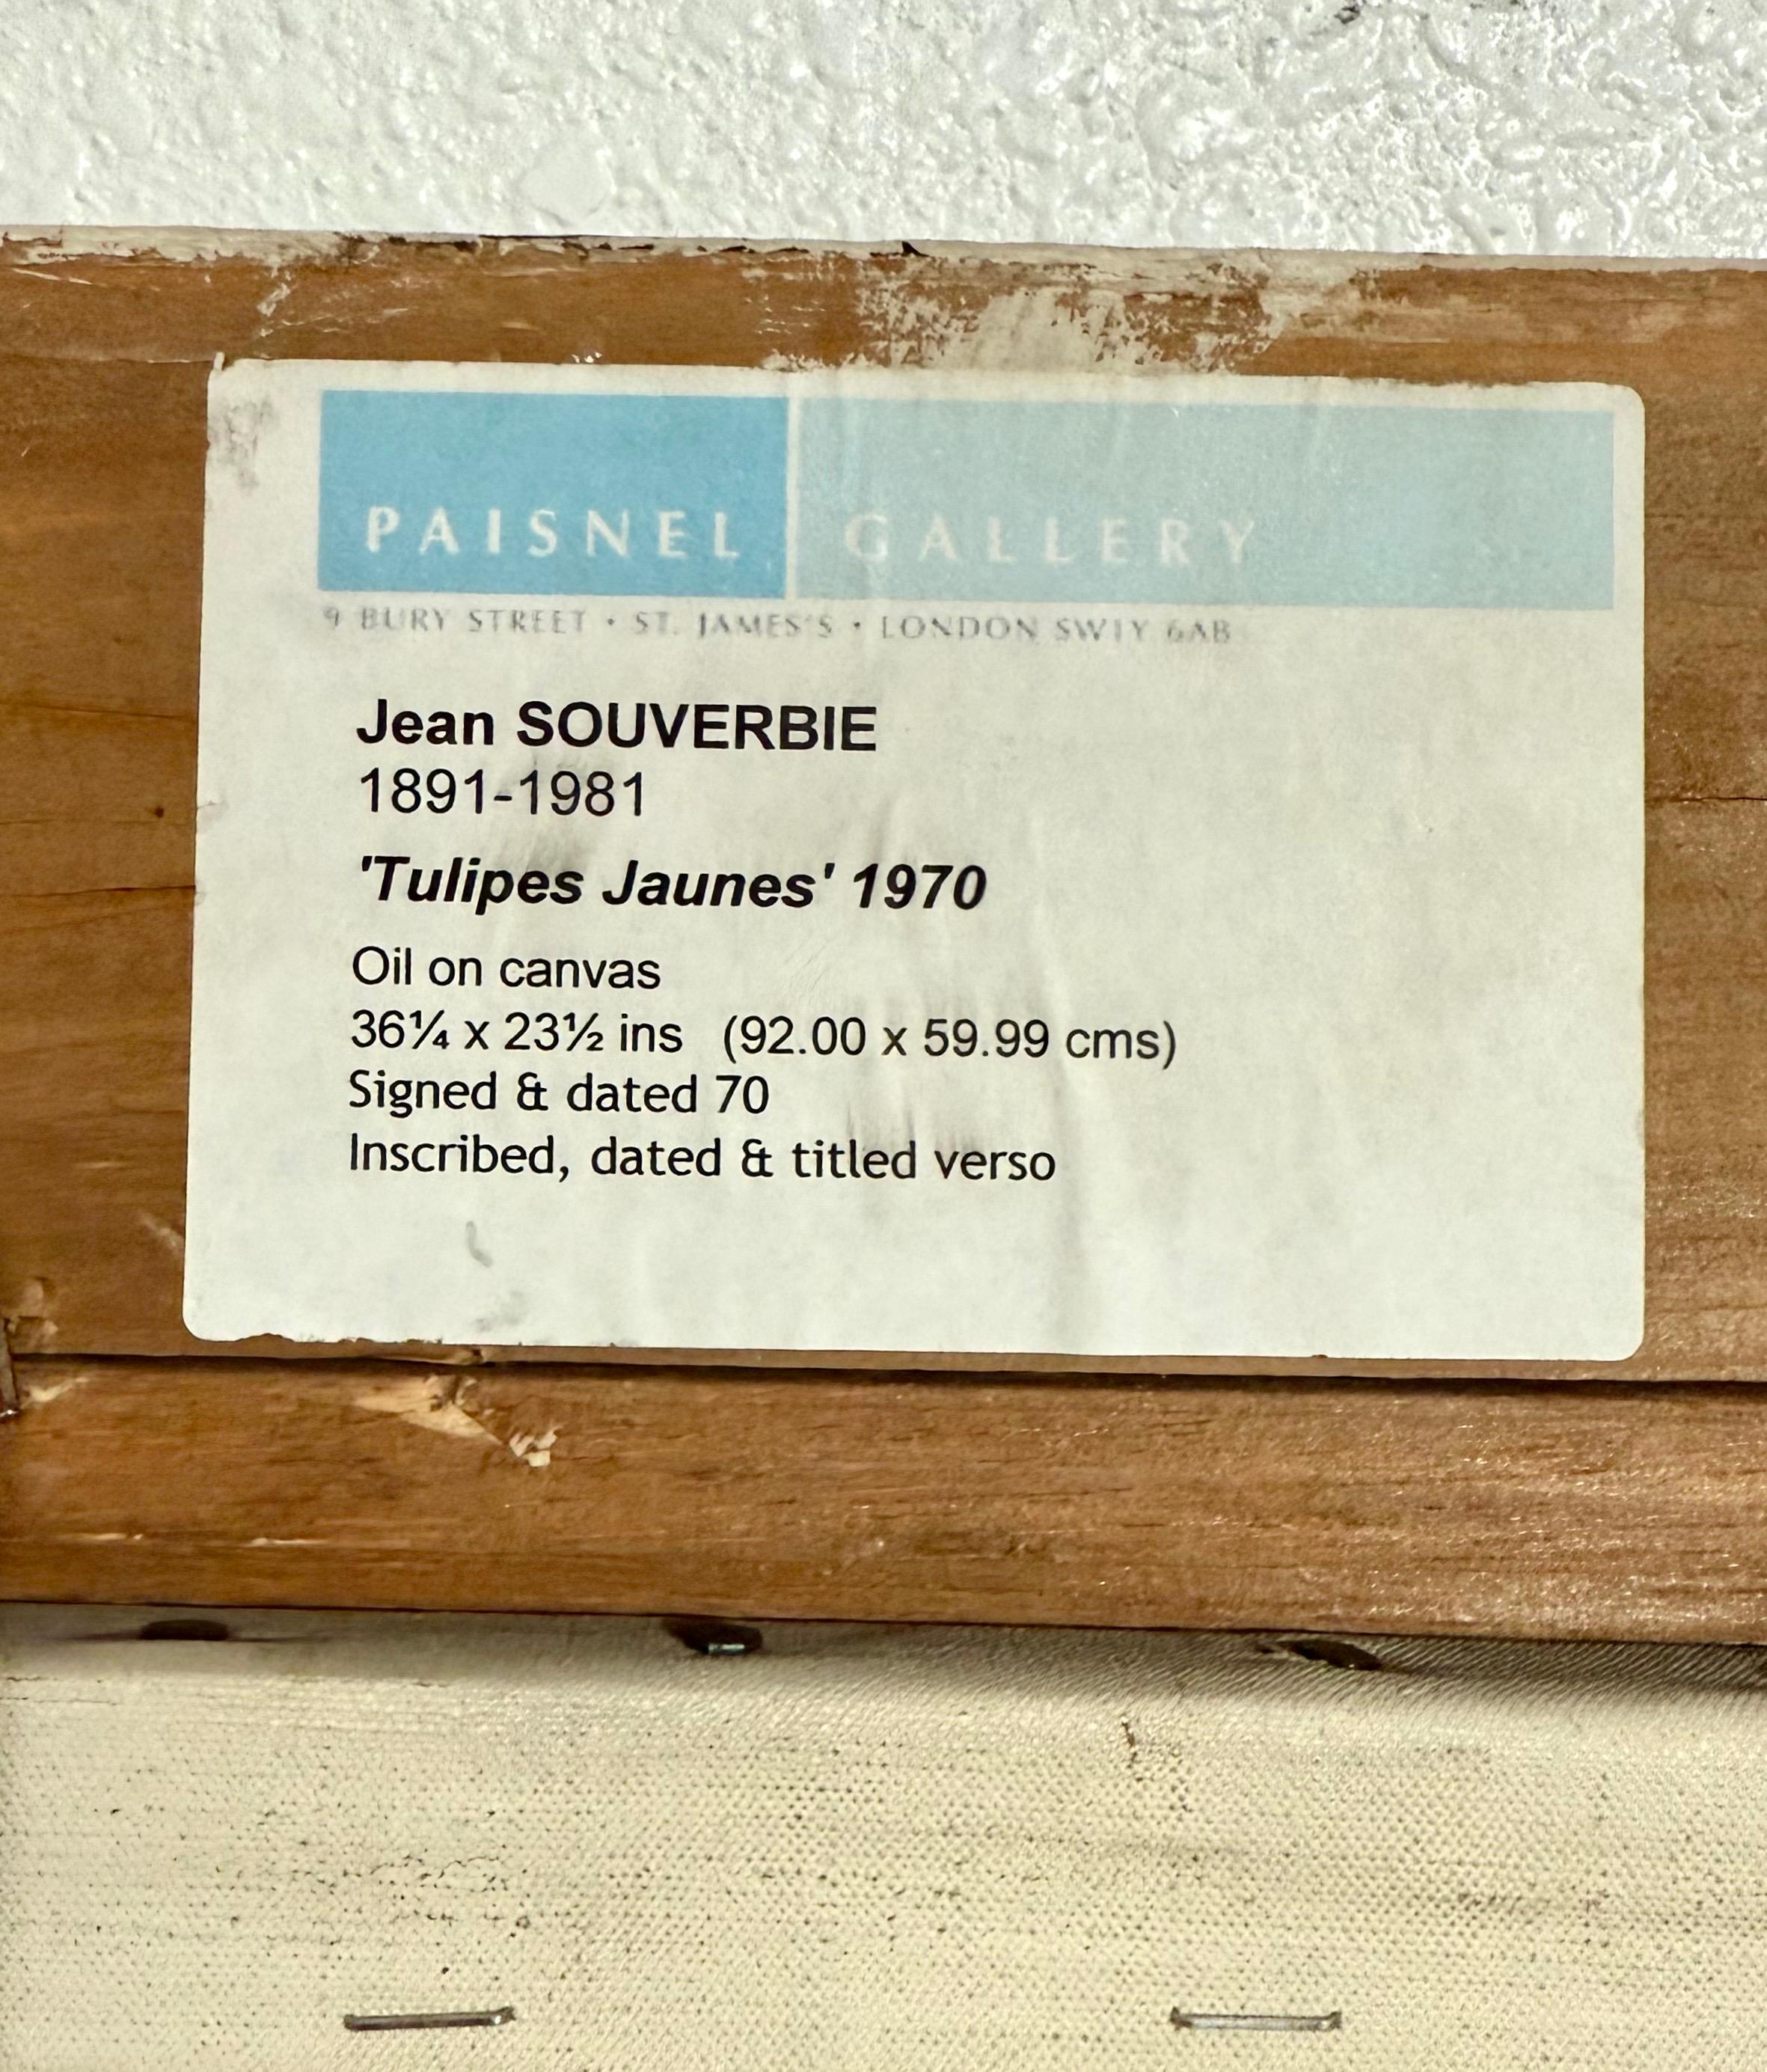 PAISNEL GALLERY
9 BURY STREET • ST. JAMES'S • LONDON SW1Y 6AB
Jean SOUVERBIE
1891-1981
'Tulipes Jaunes' 1970
Oil on canvas
36¼ x 23½ ins (92.00 x 59.99 cms)
Signed & dated 70
Inscribed, dated & titled verso